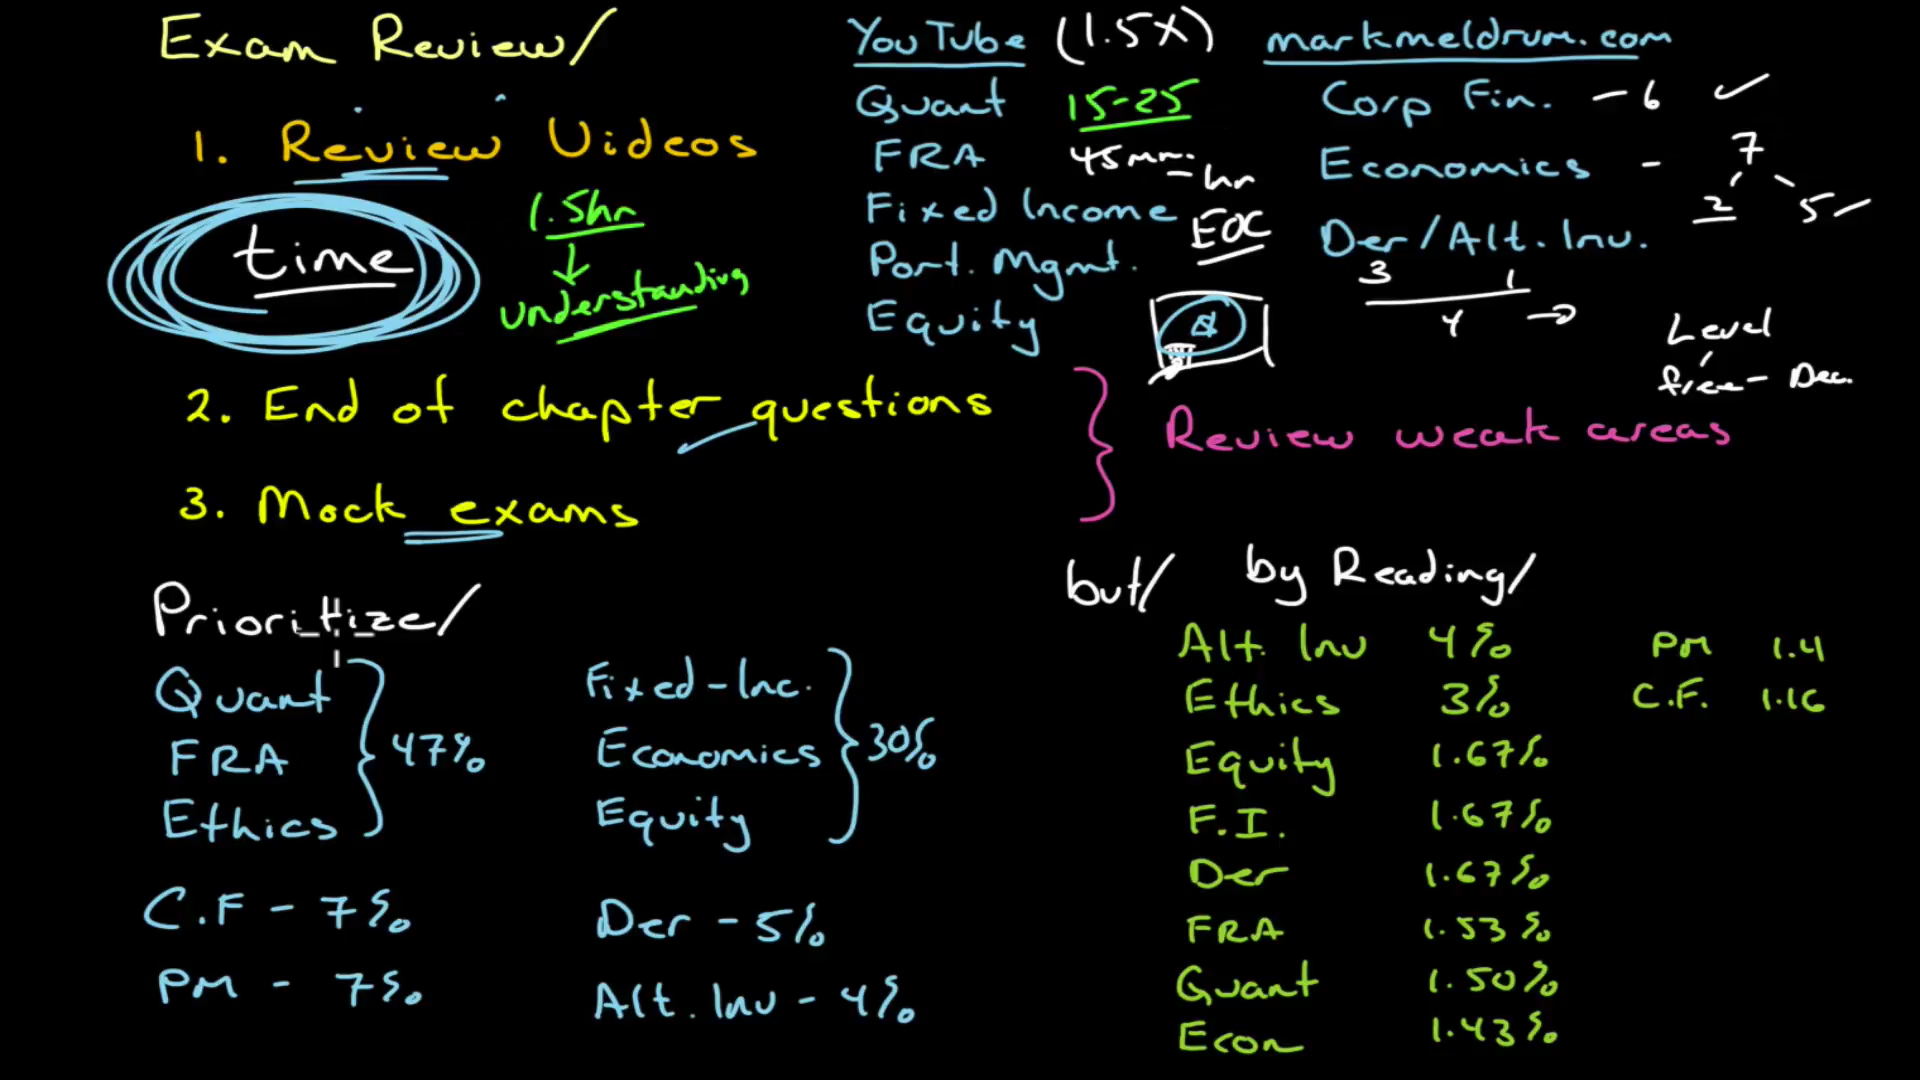 Exam Review/
1. Review Videos
time
1.5hr
understanding
YouTube (1.5X)
Quant 15-25
FRA 45min - hr
Fixed Income
EOC
Port. Mgmt.
Equity
Q
markmeldrum.com
Corp Fin. - 6
Economics - 7
2 5
Der/Alt. Inv.
3 1
4
Level
free - Dec.
2. End of chapter questions
3. Mock exams
Review weak areas
Prioritize/
Quant
FRA
Ethics
47%
Fixed-Inc.
Economics
Equity
30%
C.F - 7%
PM - 7%
Der - 5%
Alt. Inv - 4%
but/ by Reading/
Alt. Inv 4%
Ethics 3%
Equity 1.67%
F.I. 1.67%
Der 1.67%
FRA 1.53%
Quant 1.50%
Econ 1.43%
PM 1.4
C.F. 1.16